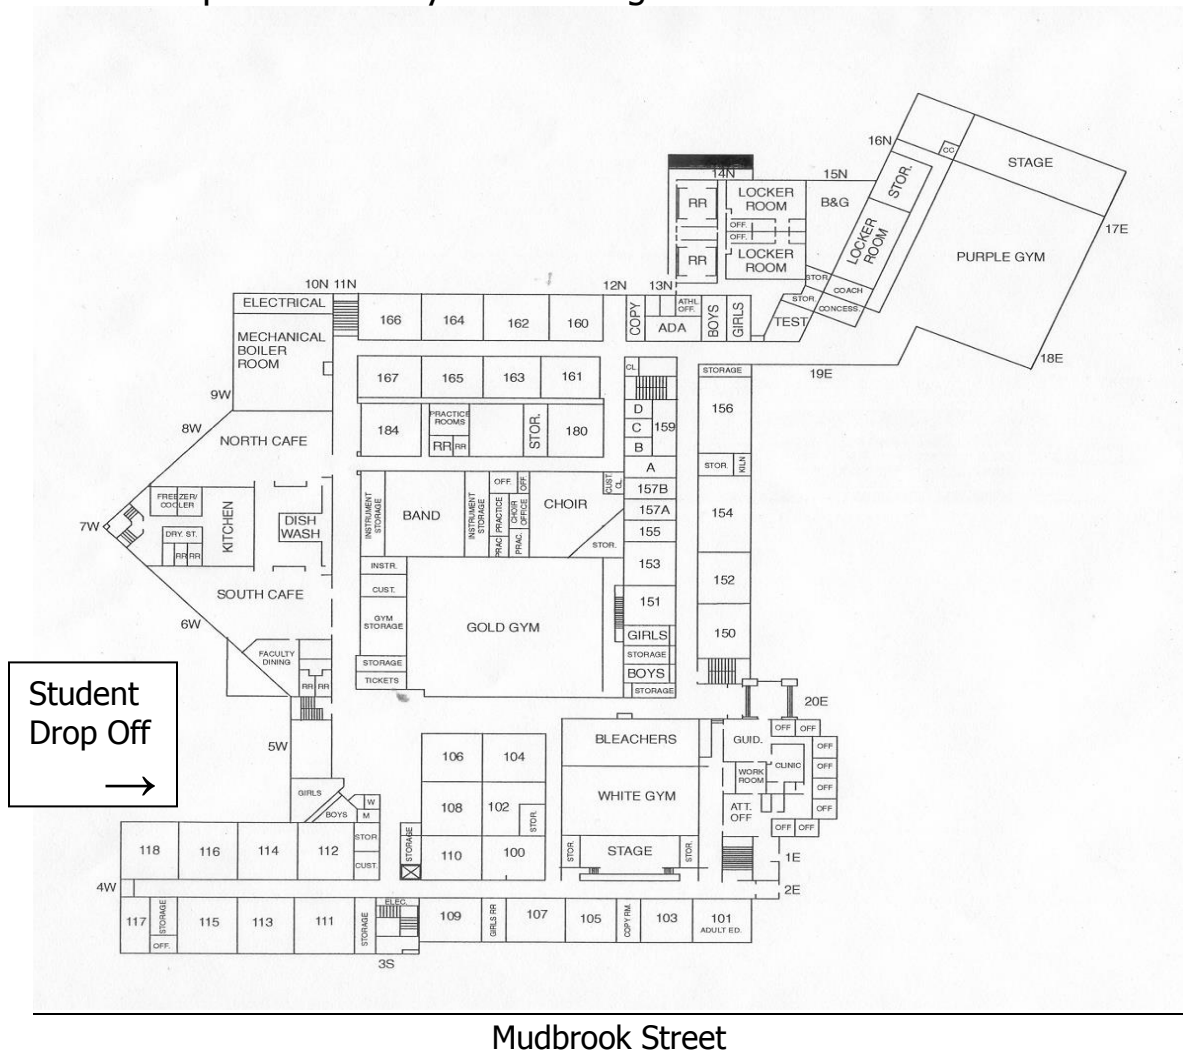 16N
CC
STAGE
14N
15N
STOR.
RR
LOCKER
ROOM
B&G
17E
OFF.
OFF.
LOCKER
ROOM
PURPLE GYM
RR
LOCKER
ROOM
STOR.
COACH
10N 11N
12N
13N
ELECTRICAL
COPY
ATHL
OFF.
BOYS
GIRLS
STOR.
CONCESS.
166
164
162
160
ADA
TEST
MECHANICAL
BOILER
ROOM
18E
CL.
STORAGE
19E
167
165
163
161
9W
D
C
B
159
156
8W
NORTH CAFE
184
PRACTICE
ROOMS
RR
RR
STOR.
180
A
STOR.
KILN
FREEZER/
COOLER
INSTRUMENT
STORAGE
BAND
INSTRUMENT
STORAGE
OFF.
OFF.
PRACTICE
CHOIR
OFFICE
PRAC.
PRAC.
CHOIR
CUST.
CL.
157B
157A
154
7W
KITCHEN
DISH
WASH
DRY. ST.
RR RR
STOR.
155
INSTR.
153
152
CUST.
SOUTH CAFE
151
6W
GYM
STORAGE
GOLD GYM
GIRLS
150
FACULTY
DINING
STORAGE
STORAGE
TICKETS
BOYS
RR RR
STORAGE
Student
Drop Off
→
20E
5W
106
104
BLEACHERS
GUID.
OFF
OFF
OFF
CLINIC
WORK
ROOM
OFF
GIRLS
W
M
BOYS
108
102
STOR.
WHITE GYM
OFF
ATT.
OFF
OFF
OFF
OFF
118
116
114
112
STOR.
CUST.
STORAGE
110
100
STOR.
STAGE
STOR.
1E
4W
2E
117
STORAGE
OFF.
115
113
111
STORAGE
ELEC.
109
GIRLS RR
107
105
COPY RM.
103
101
ADULT ED.
3S
Mudbrook Street